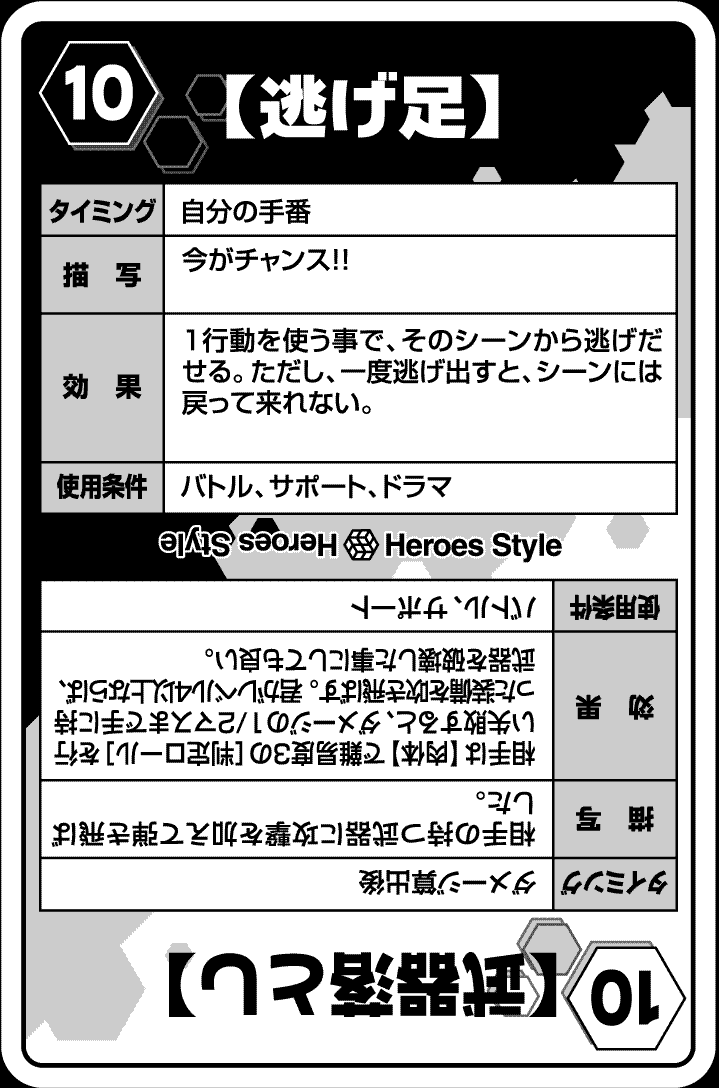 10
【逃げ足】
タイミング 自分の手番
描 写 今がチャンス!!
効 果 1行動を使う事で、そのシーンから逃げだ
せる。ただし、一度逃げ出すと、シーンには
戻って来れない。
使用条件 バトル、サポート、ドラマ
Heroes Style
Heroes Style
10
【武器落とし】
タイミング ダメージ算出後
描 写 相手の持つ武器に攻撃を加えて弾き飛ば
した。
効 果 相手は【肉体】で難易度3の[判定ロール]を行
い失敗すると、ダメージの1/2マスまで手に持
った装備を吹き飛ばす。君がレベル4以上ならば、
武器を破壊した事にしても良い。
使用条件 バトル、サポート